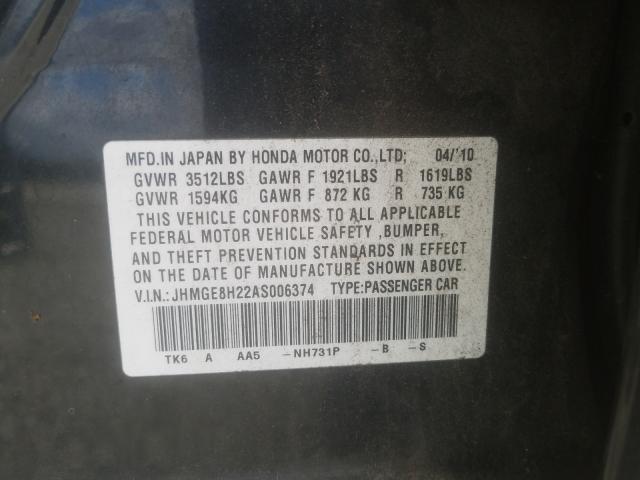 MFD.IN JAPAN BY HONDA MOTOR CO.,LTD; 04/'10
GVWR 3512LBS GAWR F 1921LBS R 1619LBS
GVWR 1594KG GAWR F 872 KG R 735 KG
THIS VEHICLE CONFORMS TO ALL APPLICABLE
FEDERAL MOTOR VEHICLE SAFETY ,BUMPER,
AND THEFT PREVENTION STANDARDS IN EFFECT
ON THE DATE OF MANUFACTURE SHOWN ABOVE.
V.I.N.:JHMGE8H22AS006374 TYPE:PASSENGER CAR
TK6 A AA5 -NH731P -B -S